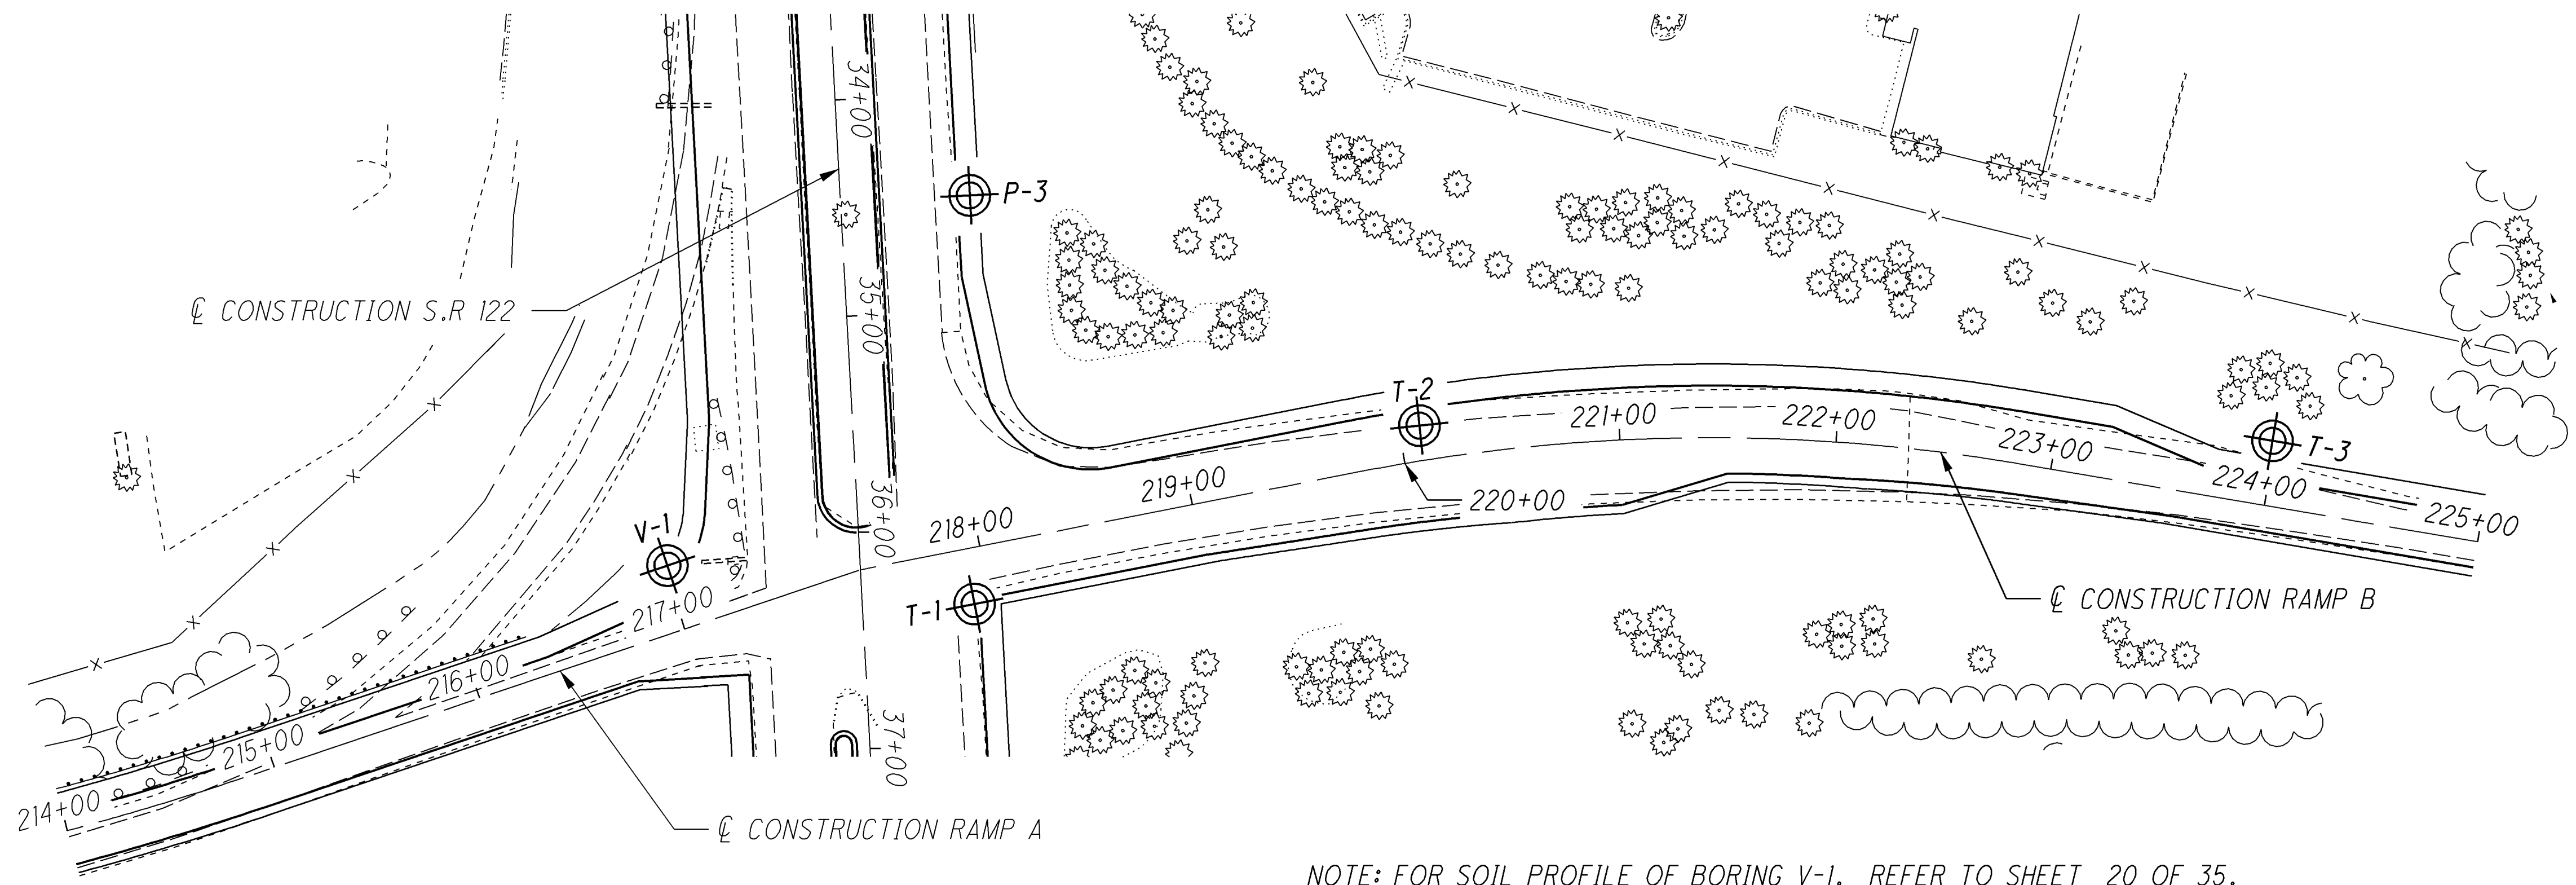 34+00
P-3
35+00
℄ CONSTRUCTION S.R 122
T-2
221+00
222+00
223+00
T-3
224+00
225+00
219+00
220+00
36+00
218+00
V-1
217+00
T-1
℄ CONSTRUCTION RAMP B
216+00
215+00
37+00
214+00
℄ CONSTRUCTION RAMP A
NOTE: FOR SOIL PROFILE OF BORING V-1, REFER TO SHEET 20 OF 35.